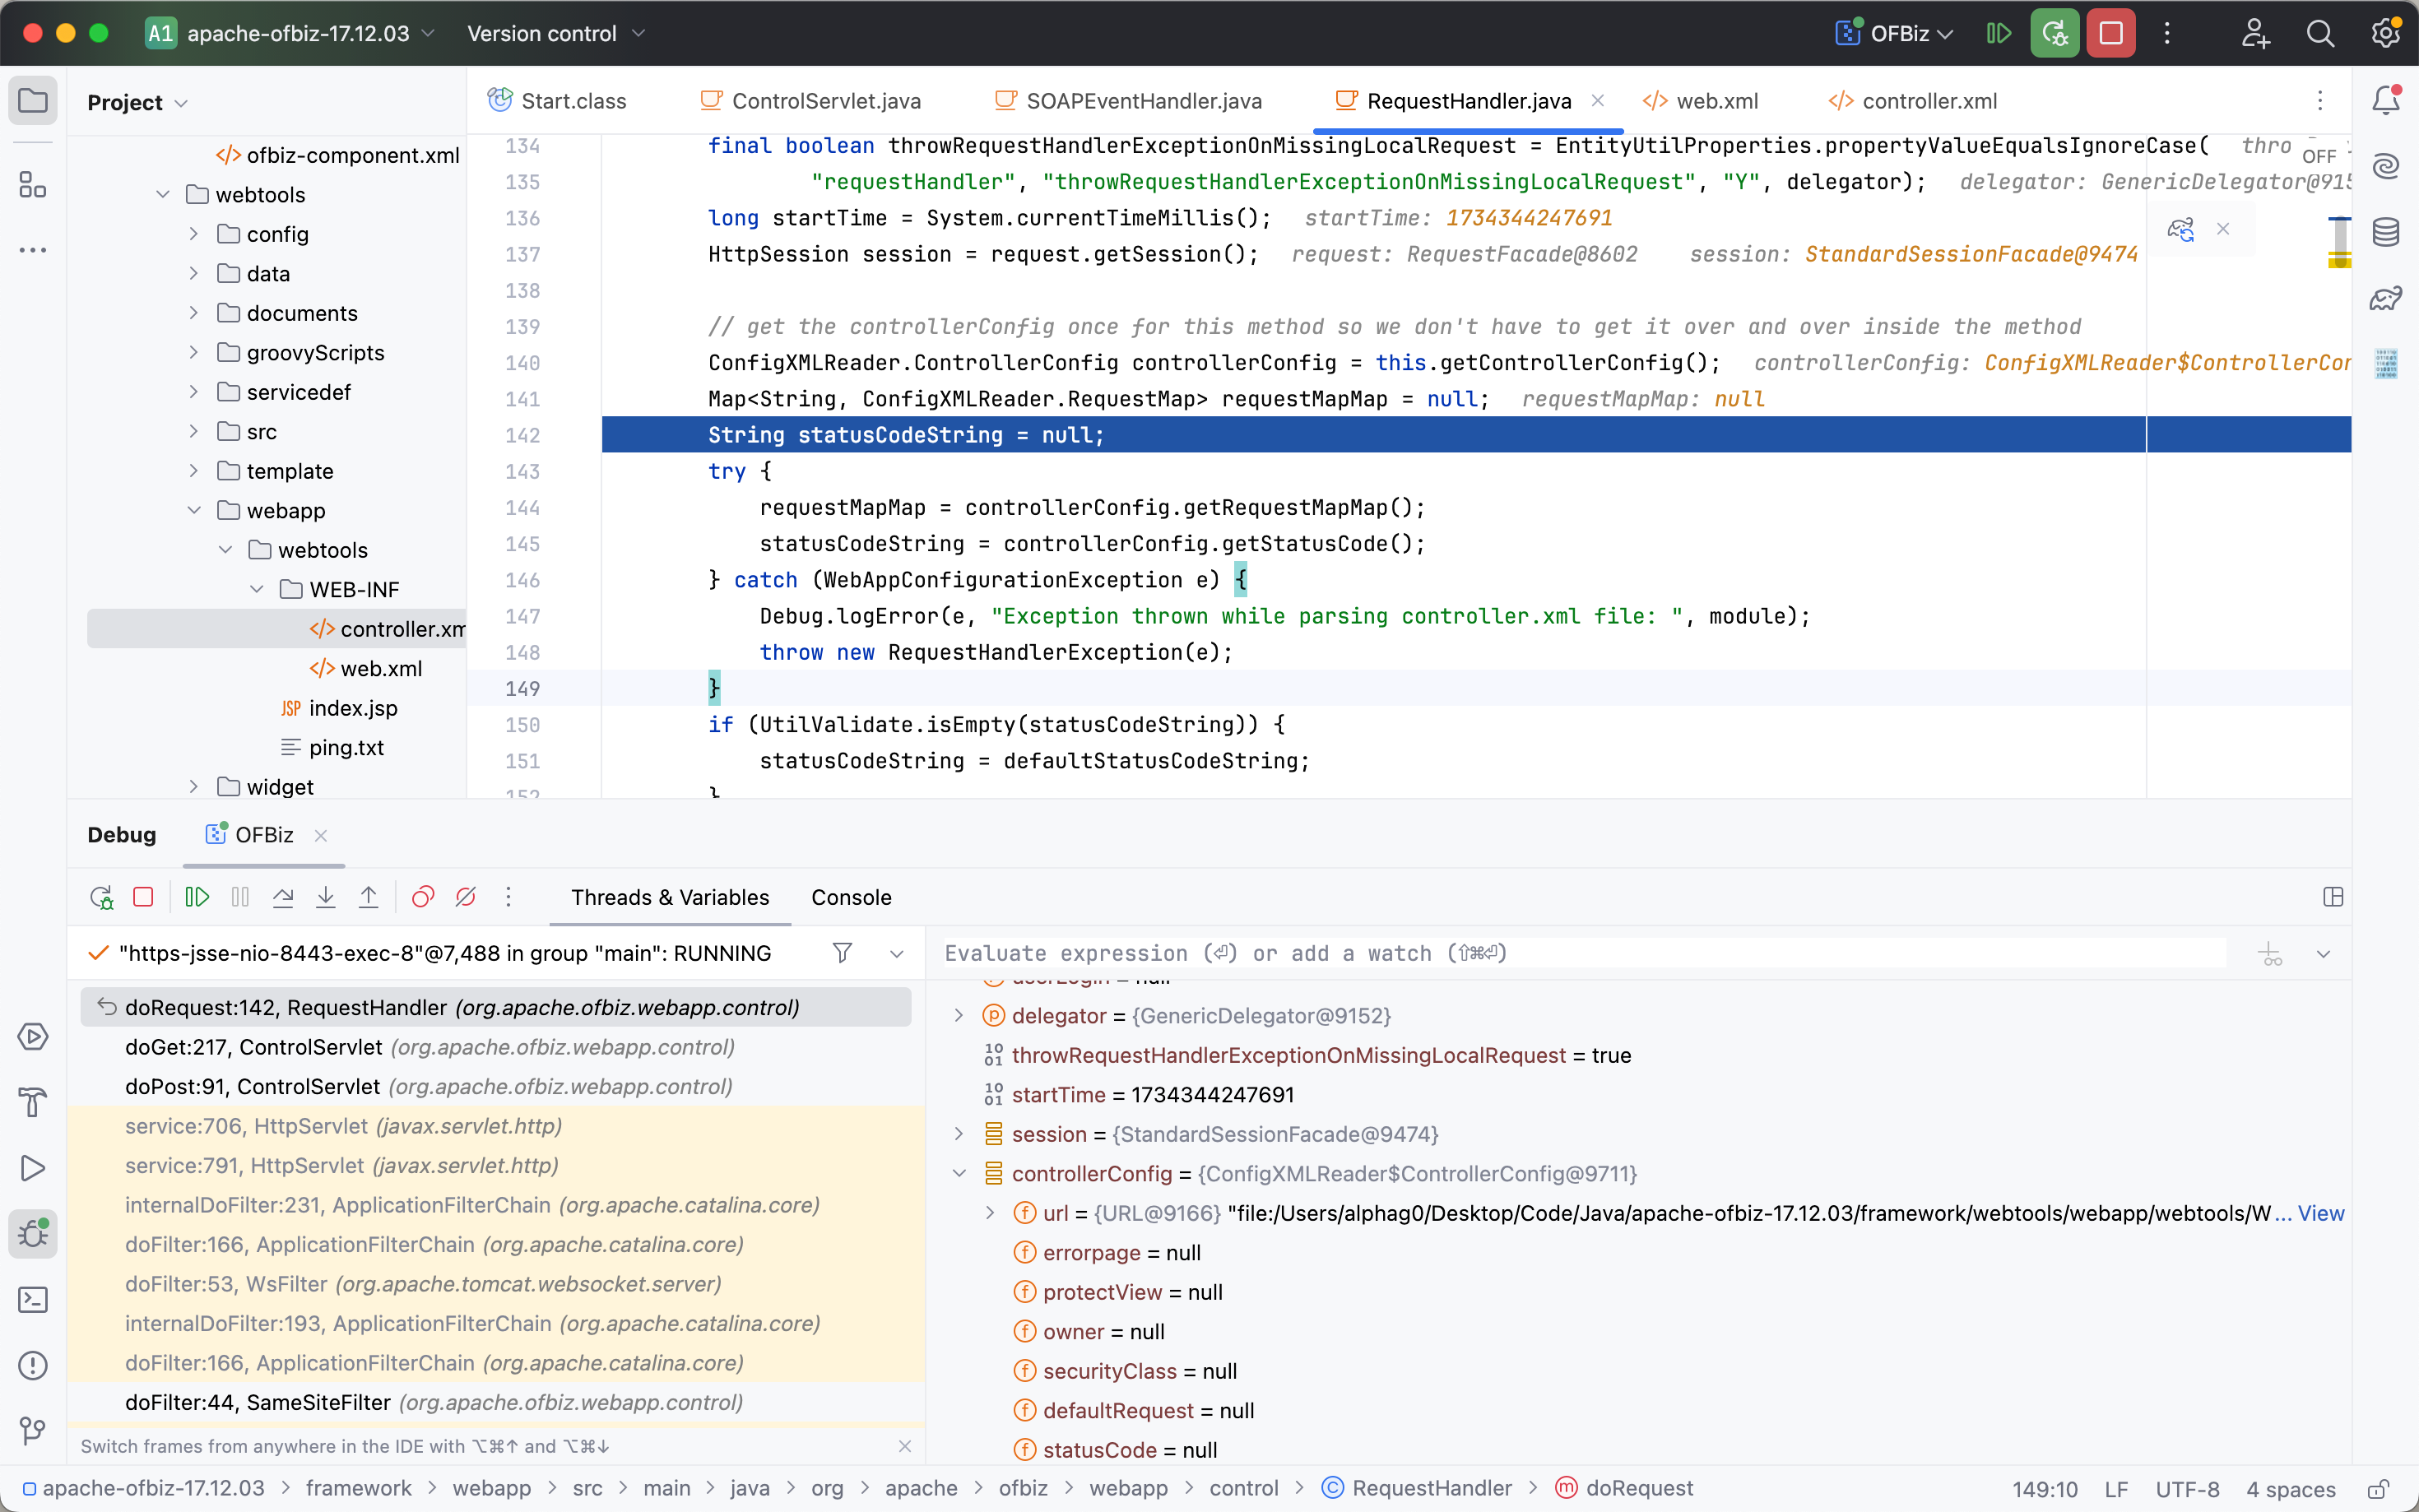 A1 apache-ofbiz-17.12.03 Version control OFBiz
Project
Start.class ControlServlet.java SOAPEventHandler.java RequestHandler.java web.xml controller.xml
ofbiz-component.xml
webtools
config
data
documents
groovyScripts
servicedef
src
template
webapp
webtools
WEB-INF
controller.xm
web.xml
JSP index.jsp
ping.txt
widget
134 final boolean throwRequestHandlerExceptionOnMissingLocalRequest = EntityUtilProperties.propertyValueEqualsIgnoreCase( thro
OFF
135 "requestHandler", "throwRequestHandlerExceptionOnMissingLocalRequest", "Y", delegator); delegator: GenericDelegator@915
136 long startTime = System.currentTimeMillis(); startTime: 1734344247691
137 HttpSession session = request.getSession(); request: RequestFacade@8602 session: StandardSessionFacade@9474
138
139 // get the controllerConfig once for this method so we don't have to get it over and over inside the method
140 ConfigXMLReader.ControllerConfig controllerConfig = this.getControllerConfig(); controllerConfig: ConfigXMLReader$ControllerCon
141 Map<String, ConfigXMLReader.RequestMap> requestMapMap = null; requestMapMap: null
142 String statusCodeString = null;
143 try {
144 requestMapMap = controllerConfig.getRequestMapMap();
145 statusCodeString = controllerConfig.getStatusCode();
146 } catch (WebAppConfigurationException e) {
147 Debug.logError(e, "Exception thrown while parsing controller.xml file: ", module);
148 throw new RequestHandlerException(e);
149 }
150 if (UtilValidate.isEmpty(statusCodeString)) {
151 statusCodeString = defaultStatusCodeString;
152 }
Debug OFBiz
Threads & Variables Console
"https-jsse-nio-8443-exec-8"@7,488 in group "main": RUNNING
doRequest:142, RequestHandler (org.apache.ofbiz.webapp.control)
doGet:217, ControlServlet (org.apache.ofbiz.webapp.control)
doPost:91, ControlServlet (org.apache.ofbiz.webapp.control)
service:706, HttpServlet (javax.servlet.http)
service:791, HttpServlet (javax.servlet.http)
internalDoFilter:231, ApplicationFilterChain (org.apache.catalina.core)
doFilter:166, ApplicationFilterChain (org.apache.catalina.core)
doFilter:53, WsFilter (org.apache.tomcat.websocket.server)
internalDoFilter:193, ApplicationFilterChain (org.apache.catalina.core)
doFilter:166, ApplicationFilterChain (org.apache.catalina.core)
doFilter:44, SameSiteFilter (org.apache.ofbiz.webapp.control)
Switch frames from anywhere in the IDE with ⌥⌘↑ and ⌥⌘↓
Evaluate expression (⏎) or add a watch (⇧⌘⏎)
userLogin = null
delegator = {GenericDelegator@9152}
throwRequestHandlerExceptionOnMissingLocalRequest = true
startTime = 1734344247691
session = {StandardSessionFacade@9474}
controllerConfig = {ConfigXMLReader$ControllerConfig@9711}
url = {URL@9166} "file:/Users/alphag0/Desktop/Code/Java/apache-ofbiz-17.12.03/framework/webtools/webapp/webtools/W ... View
errorpage = null
protectView = null
owner = null
securityClass = null
defaultRequest = null
statusCode = null
apache-ofbiz-17.12.03 > framework > webapp > src > main > java > org > apache > ofbiz > webapp > control > RequestHandler > doRequest 149:10 LF UTF-8 4 spaces